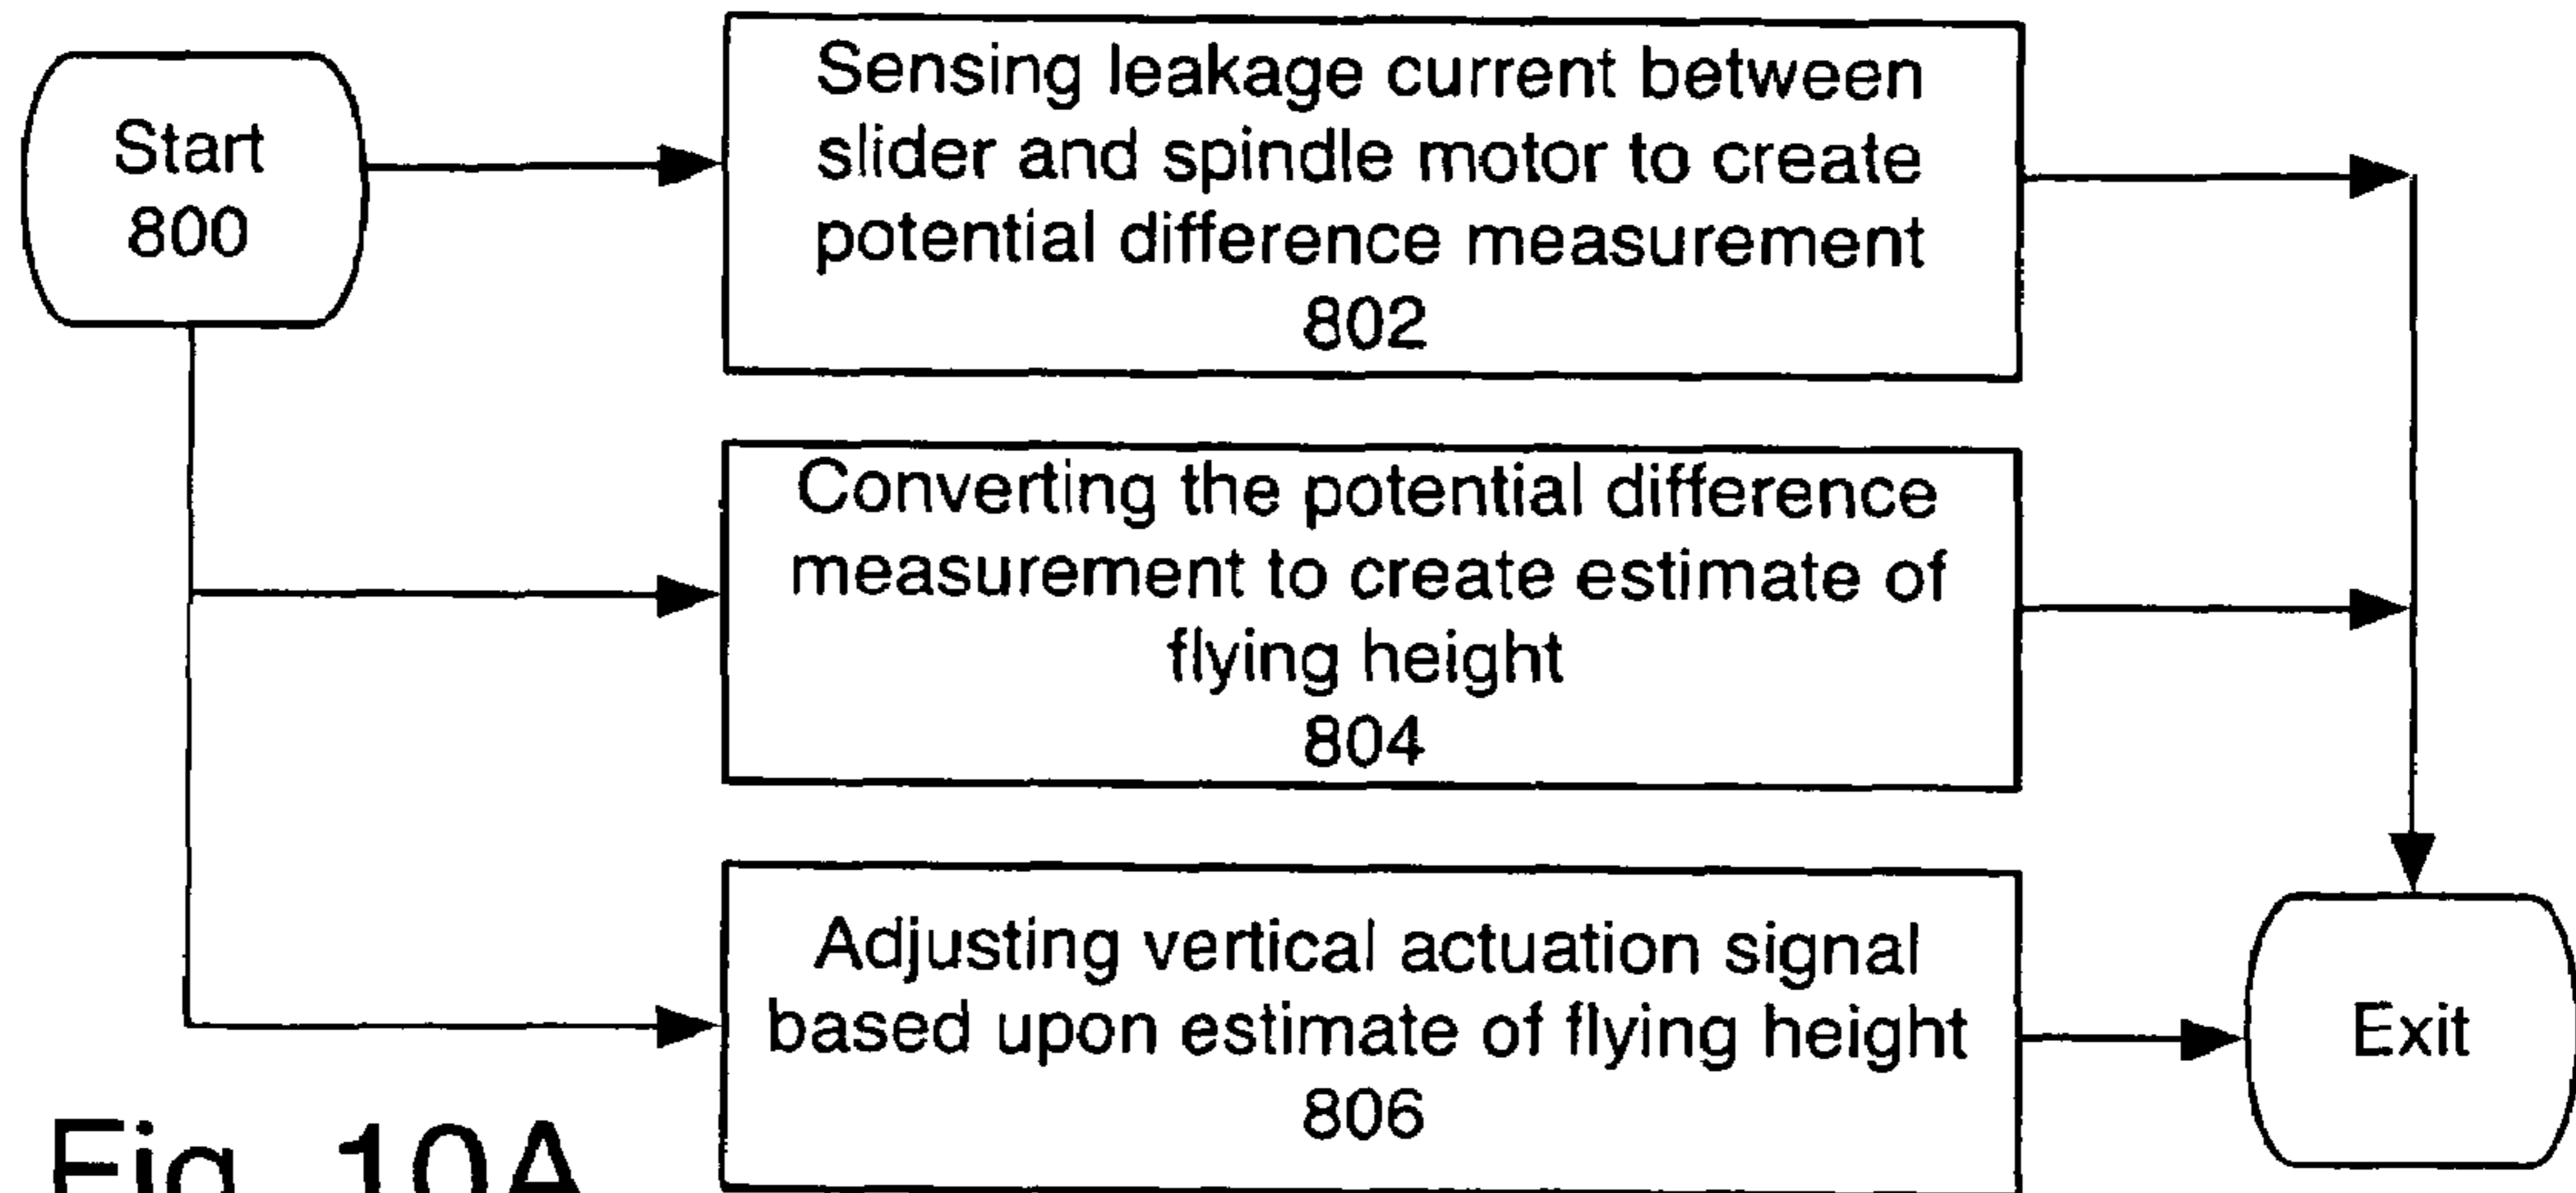 Start
800
Sensing leakage current between
slider and spindle motor to create
potential difference measurement
802
Converting the potential difference
measurement to create estimate of
flying height
804
Adjusting vertical actuation signal
based upon estimate of flying height
806
Exit
Fig. 10A